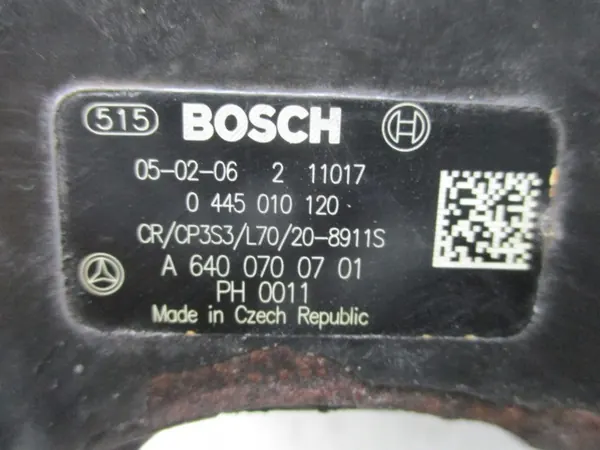 515 BOSCH
05-02-06 2 11017
0 445 010 120
CR/CP3S3/L70/20-8911S
A 640 070 07 01
PH 0011
Made in Czech Republic